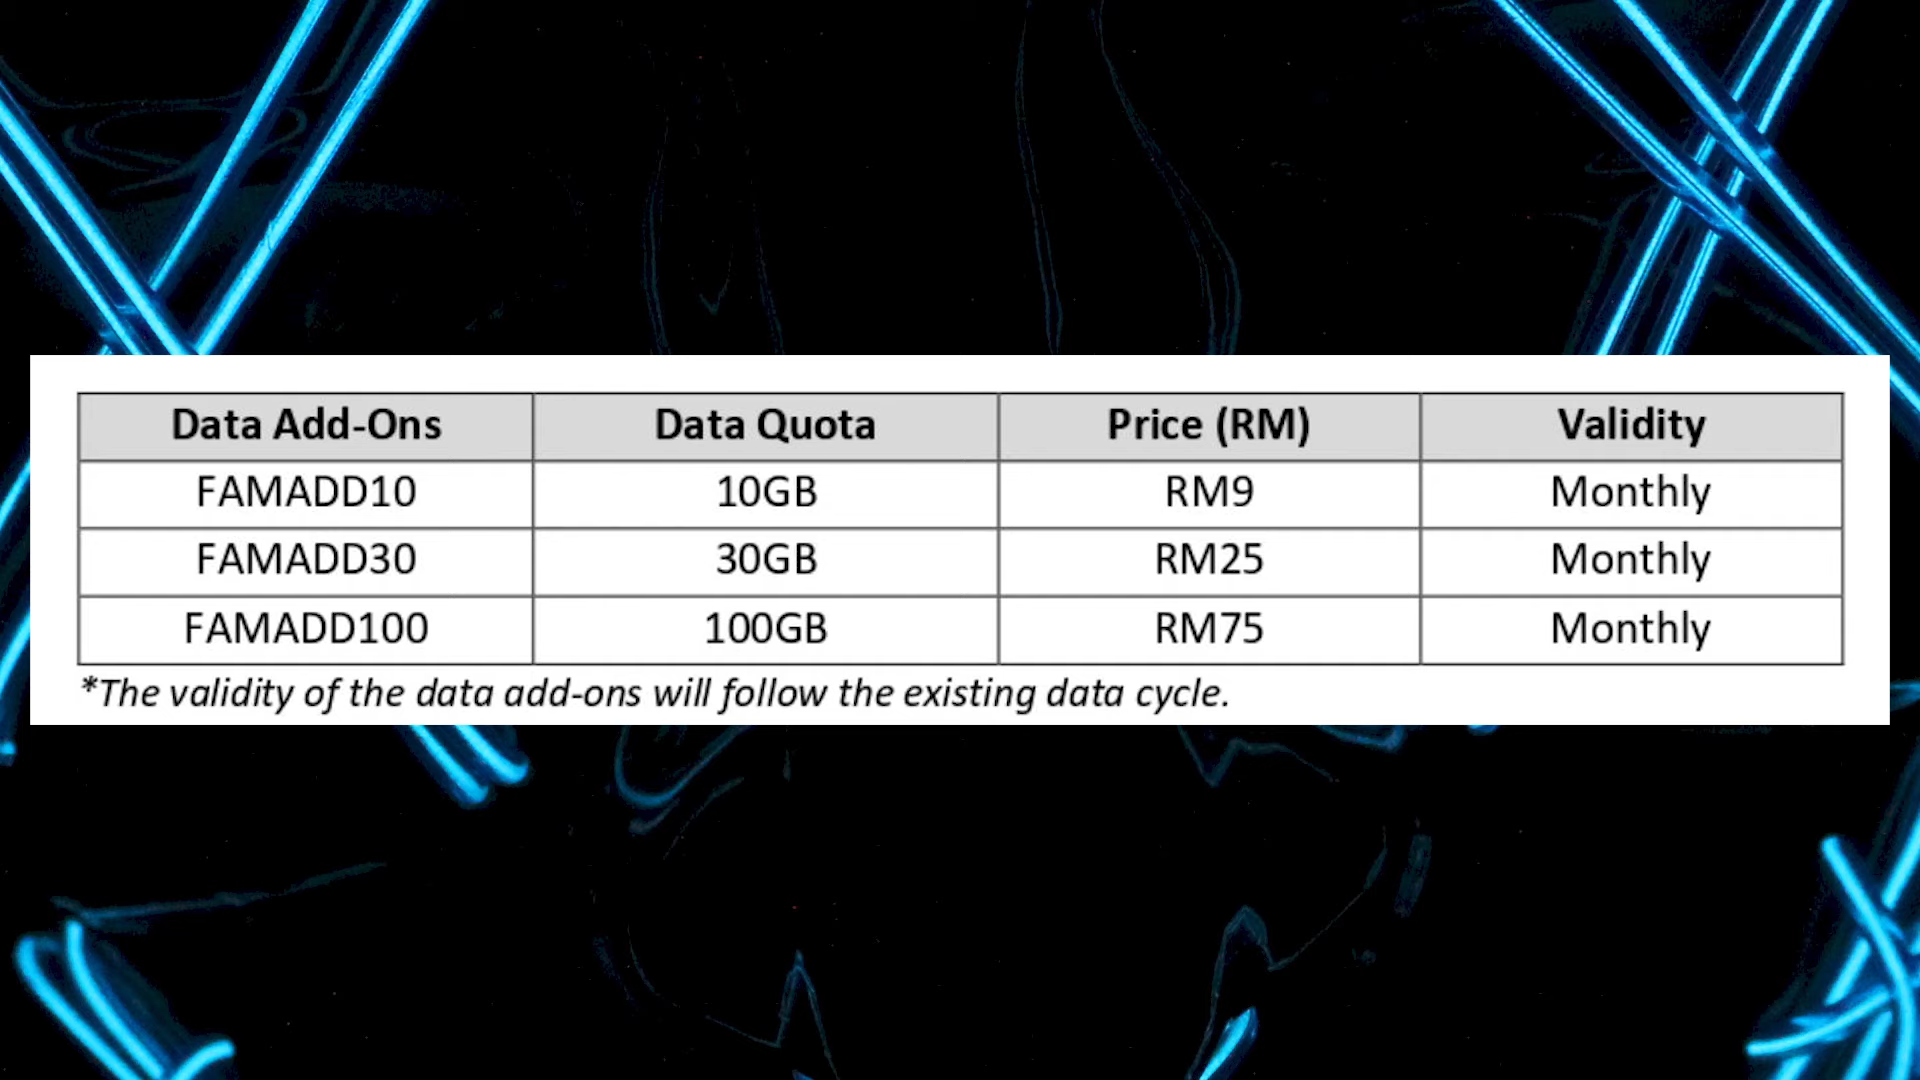 Data Add-Ons Data Quota Price (RM) Validity
FAMADD10 10GB RM9 Monthly
FAMADD30 30GB RM25 Monthly
FAMADD100 100GB RM75 Monthly
*The validity of the data add-ons will follow the existing data cycle.